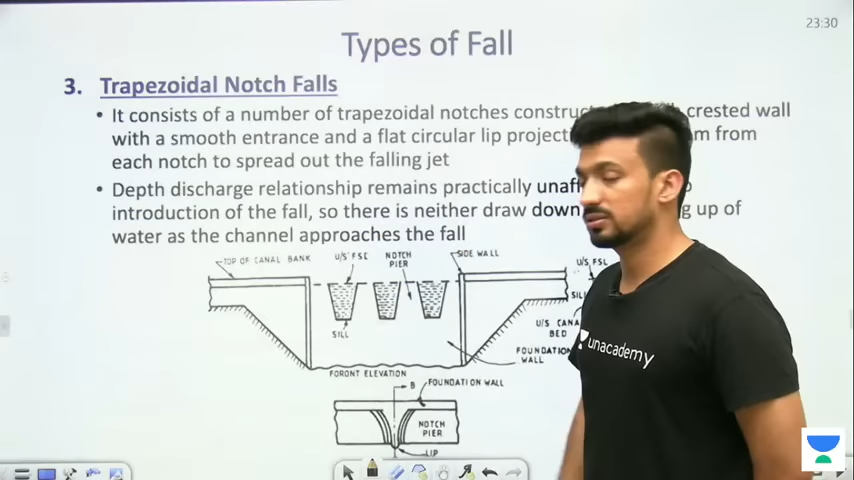 23:30
Types of Fall
3. Trapezoidal Notch Falls
• It consists of a number of trapezoidal notches crested wall
with a smooth entrance and a flat circular lip from
each notch to spread out the falling jet
• Depth discharge relationship remains practically
introduction of the fall, so there is neither draw down up of
water as the channel approaches the fall
TOP OF CANAL BANK
U/S FSL
NOTCH
PIER
SIDE WALL
U/S FSL
SILL
U/S
BED
SILL
FOUNDATION
WALL
FORONT ELEVATION
B
FOUNDATION WALL
NOTCH
PIER
LIP
unacademy